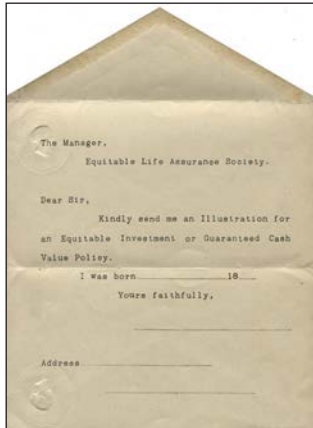 The Manager,
Equitable Life Assurance Society.
Dear Sir,
Kindly send me an Illustration for
an Equitable Investment or Guaranteed Cash
Value Policy.
I was born 18
Yours faithfully,
Address